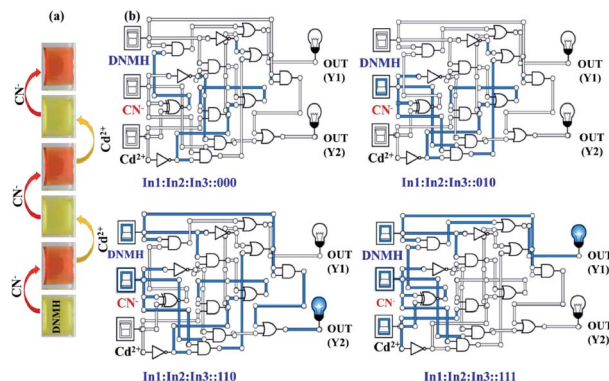 (a)
CN-
Cd2+
CN-
Cd2+
CN-
DNMH
(b)
DNMH
CN-
Cd2+
OUT
(Y1)
OUT
(Y2)
In1:In2:In3::000
DNMH
CN-
Cd2+
OUT
(Y1)
OUT
(Y2)
In1:In2:In3::010
DNMH
CN-
Cd2+
OUT
(Y1)
OUT
(Y2)
In1:In2:In3::110
DNMH
CN-
Cd2+
OUT
(Y1)
OUT
(Y2)
In1:In2:In3::111